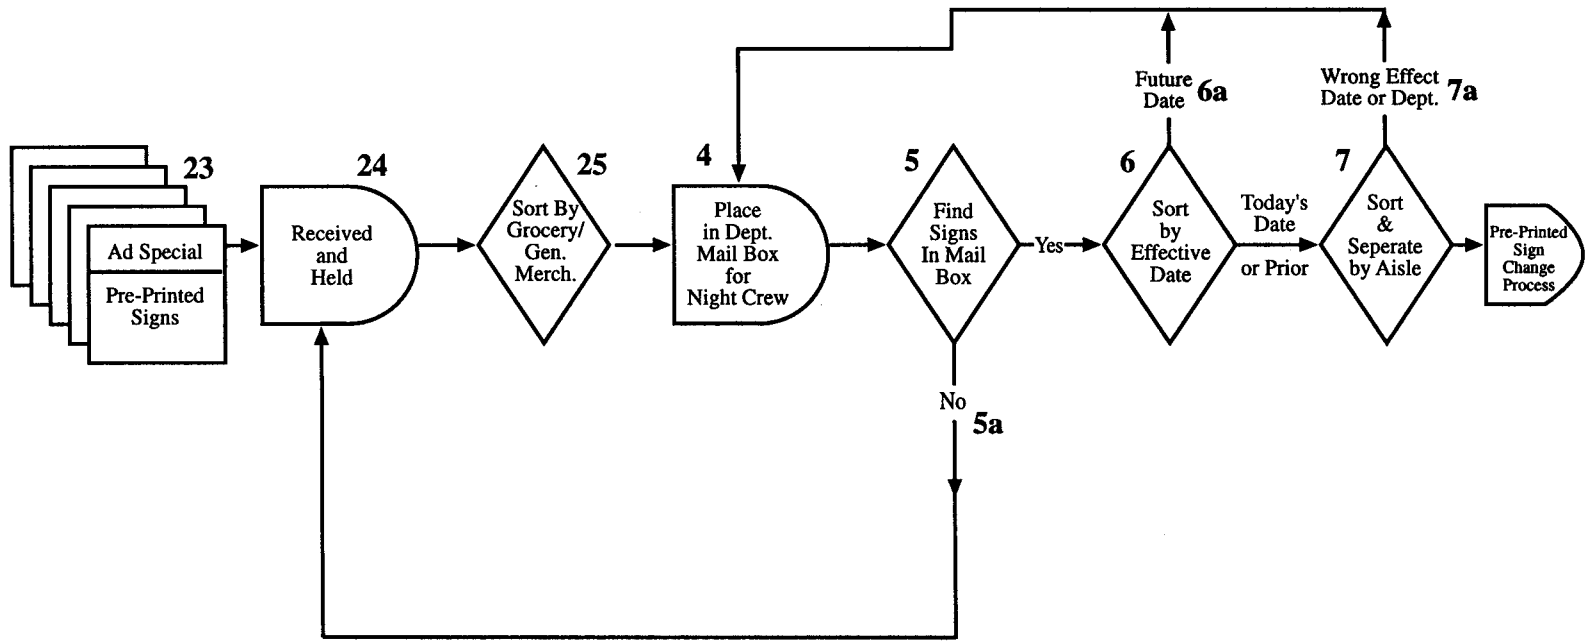 23
Ad Special
Pre-Printed
Signs
24
Received
and
Held
25
Sort By
Grocery/
Gen.
Merch.
4
Place
in Dept.
Mail Box
for
Night Crew
5
Find
Signs
In Mail
Box
Yes
No
5a
6
Sort
by
Effective
Date
Future
Date
6a
Today's
Date
or Prior
7
Sort
&
Seperate
by Aisle
Wrong Effect
Date or Dept.
7a
Pre-Printed
Sign
Change
Process